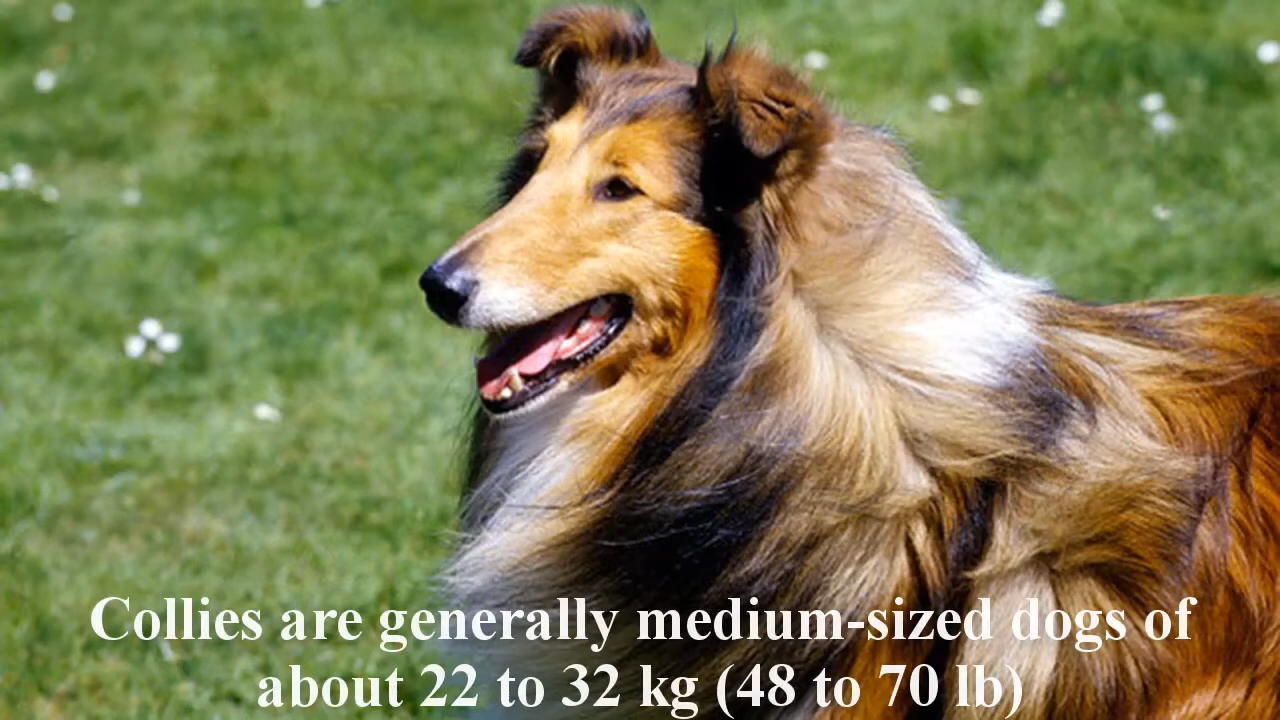 Collies are generally medium-sized dogs of
about 22 to 32 kg (48 to 70 lb)